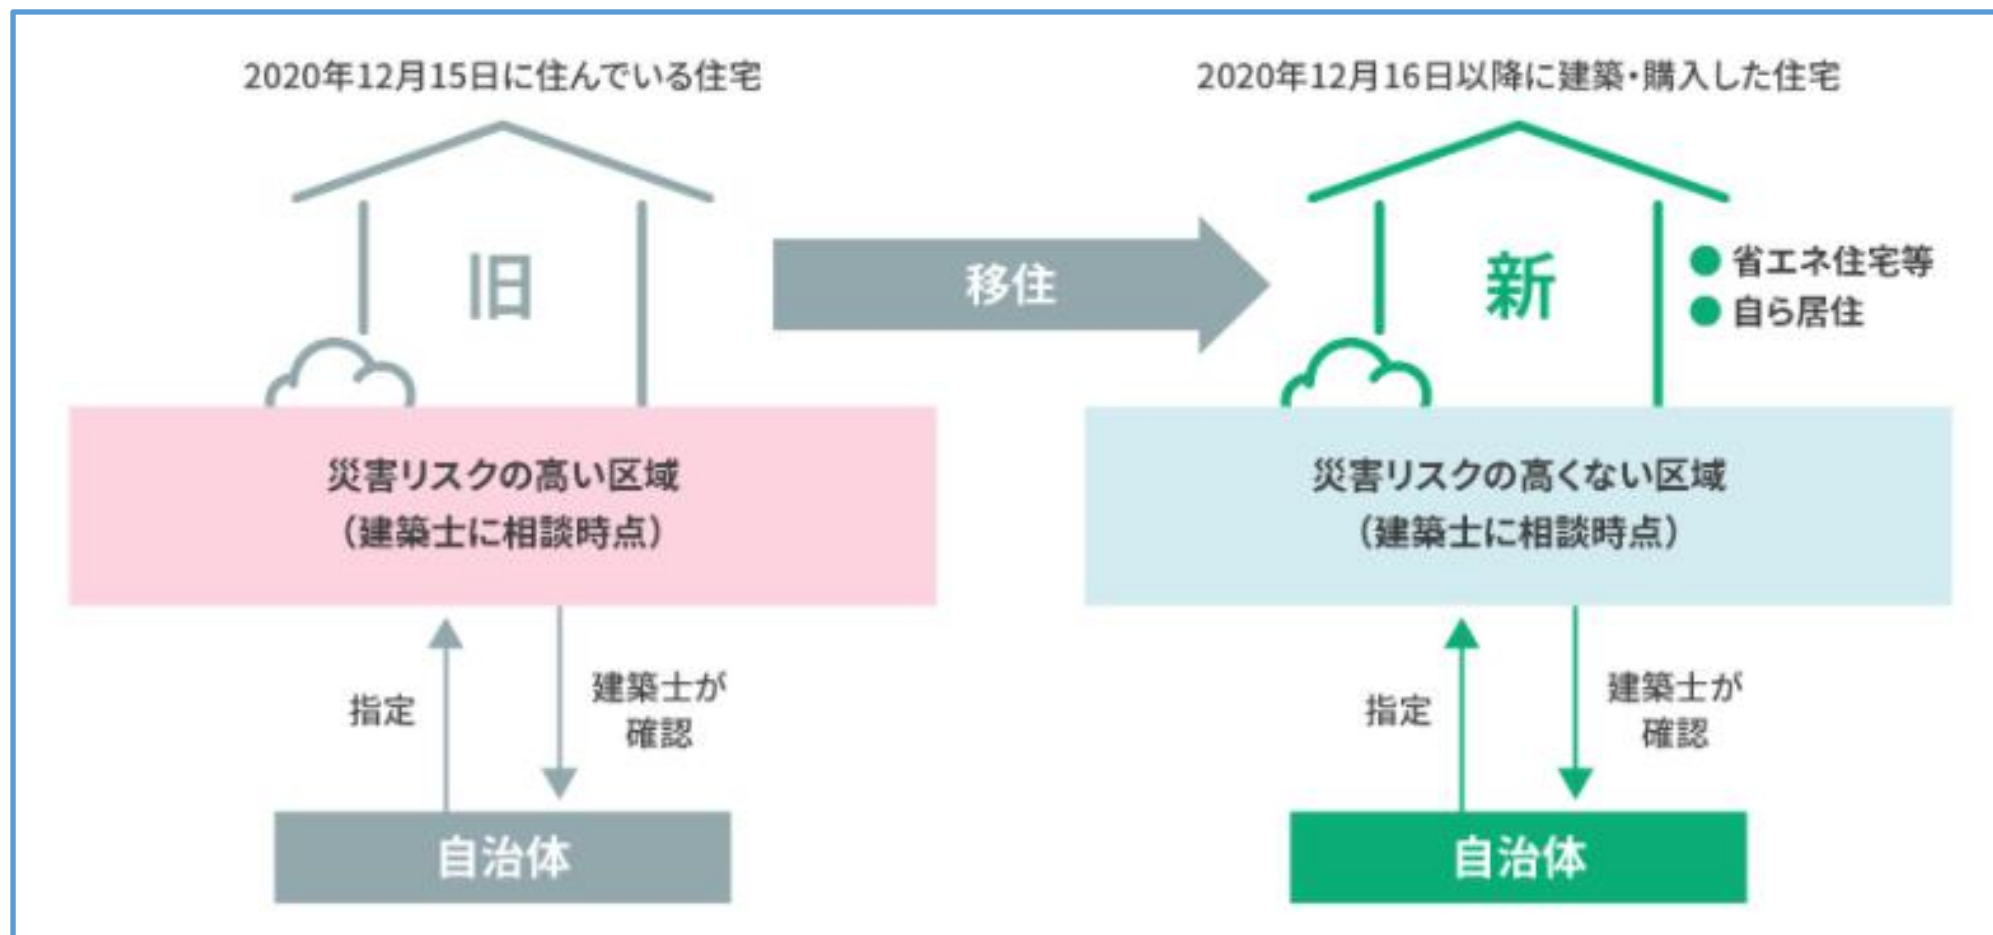 2020年12月15日に住んでいる住宅
旧
災害リスクの高い区域
（建築士に相談時点）
指定
建築士が
確認
自治体
移住
2020年12月16日以降に建築・購入した住宅
新
● 省エネ住宅等
● 自ら居住
災害リスクの高くない区域
（建築士に相談時点）
指定
建築士が
確認
自治体